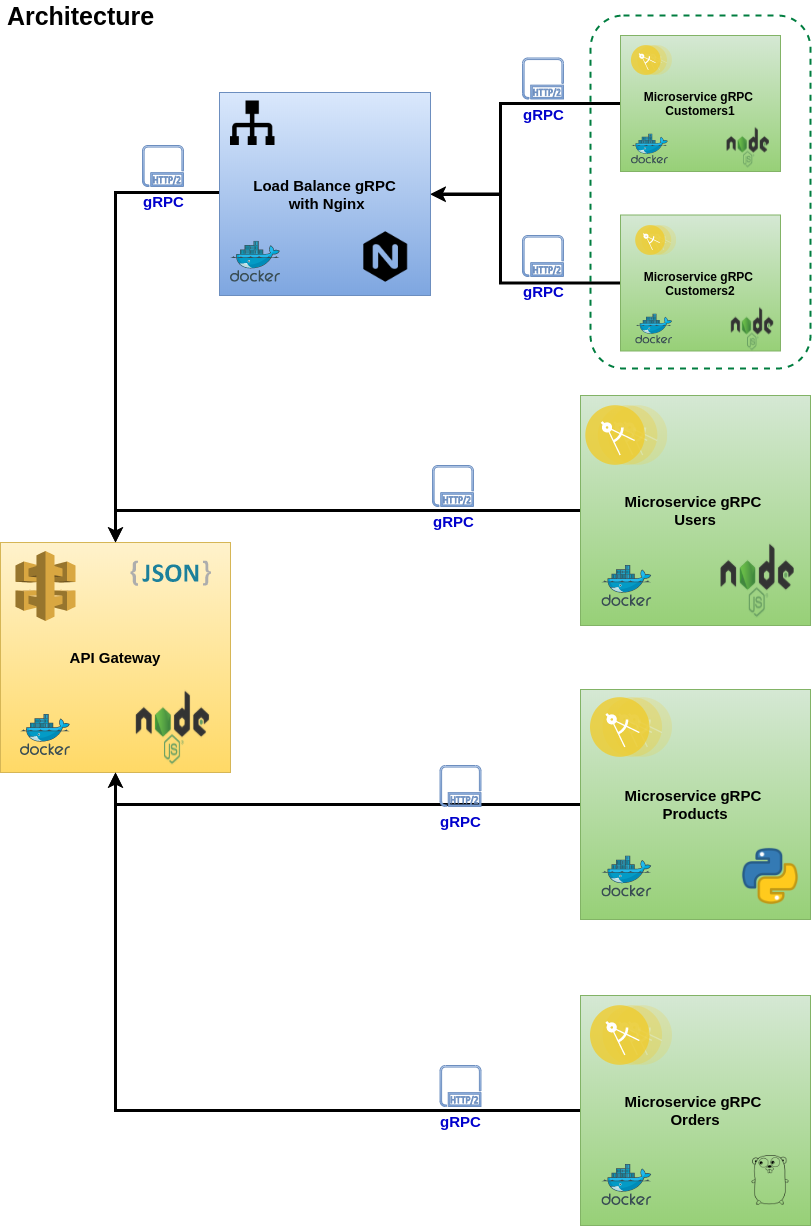 Architecture
HTTP/2
gRPC
Load Balance gRPC
with Nginx
docker
N
HTTP/2
gRPC
HTTP/2
gRPC
Microservice gRPC
Customers1
docker
node
JS
Microservice gRPC
Customers2
docker
node
JS
HTTP/2
gRPC
Microservice gRPC
Users
docker
node
JS
{JSON}
API Gateway
docker
node
JS
HTTP/2
gRPC
Microservice gRPC
Products
docker
HTTP/2
gRPC
Microservice gRPC
Orders
docker